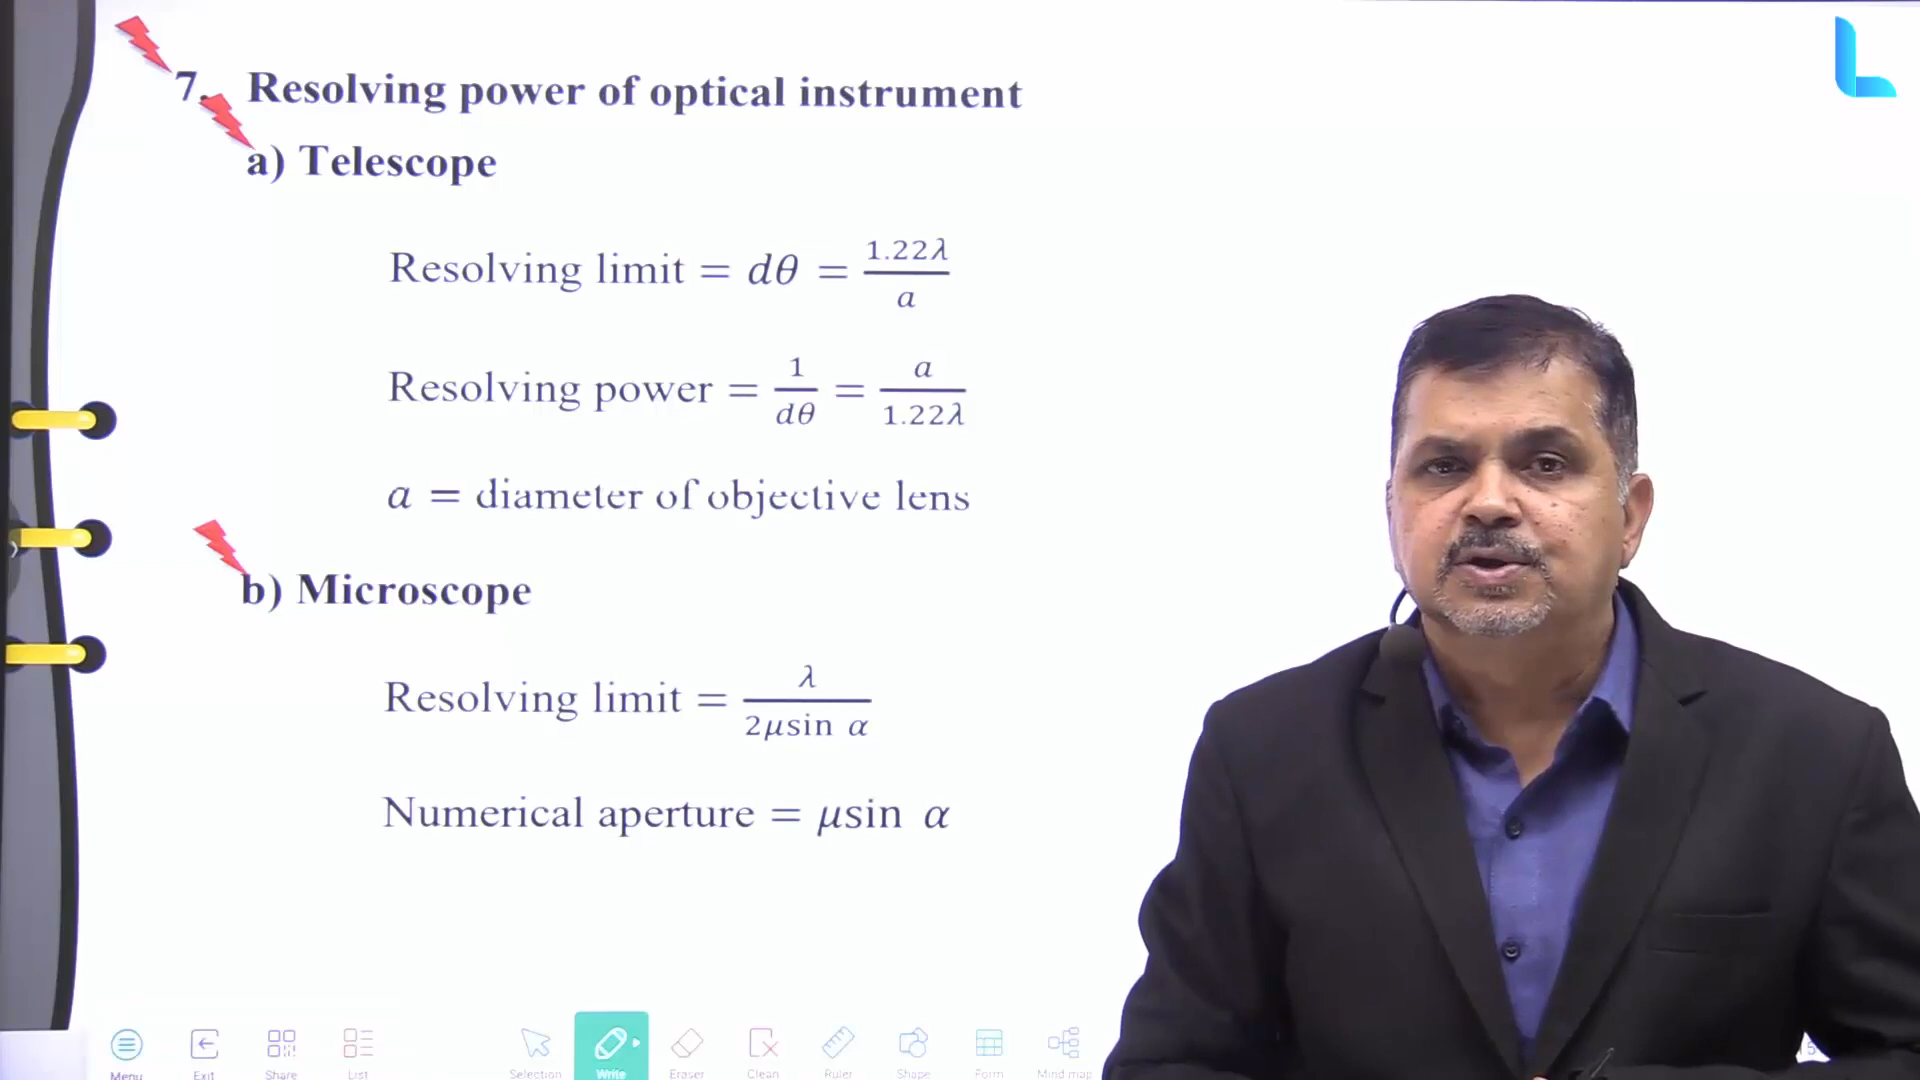 7. Resolving power of optical instrument
a) Telescope
Resolving limit = dθ = 1.22λ / a
Resolving power = 1 / dθ = a / 1.22λ
a = diameter of objective lens
b) Microscope
Resolving limit = λ / 2μsin α
Numerical aperture = μsin α
Menu Exit Share List Selection Write Eraser Clean Ruler Shape Form Mind map
5